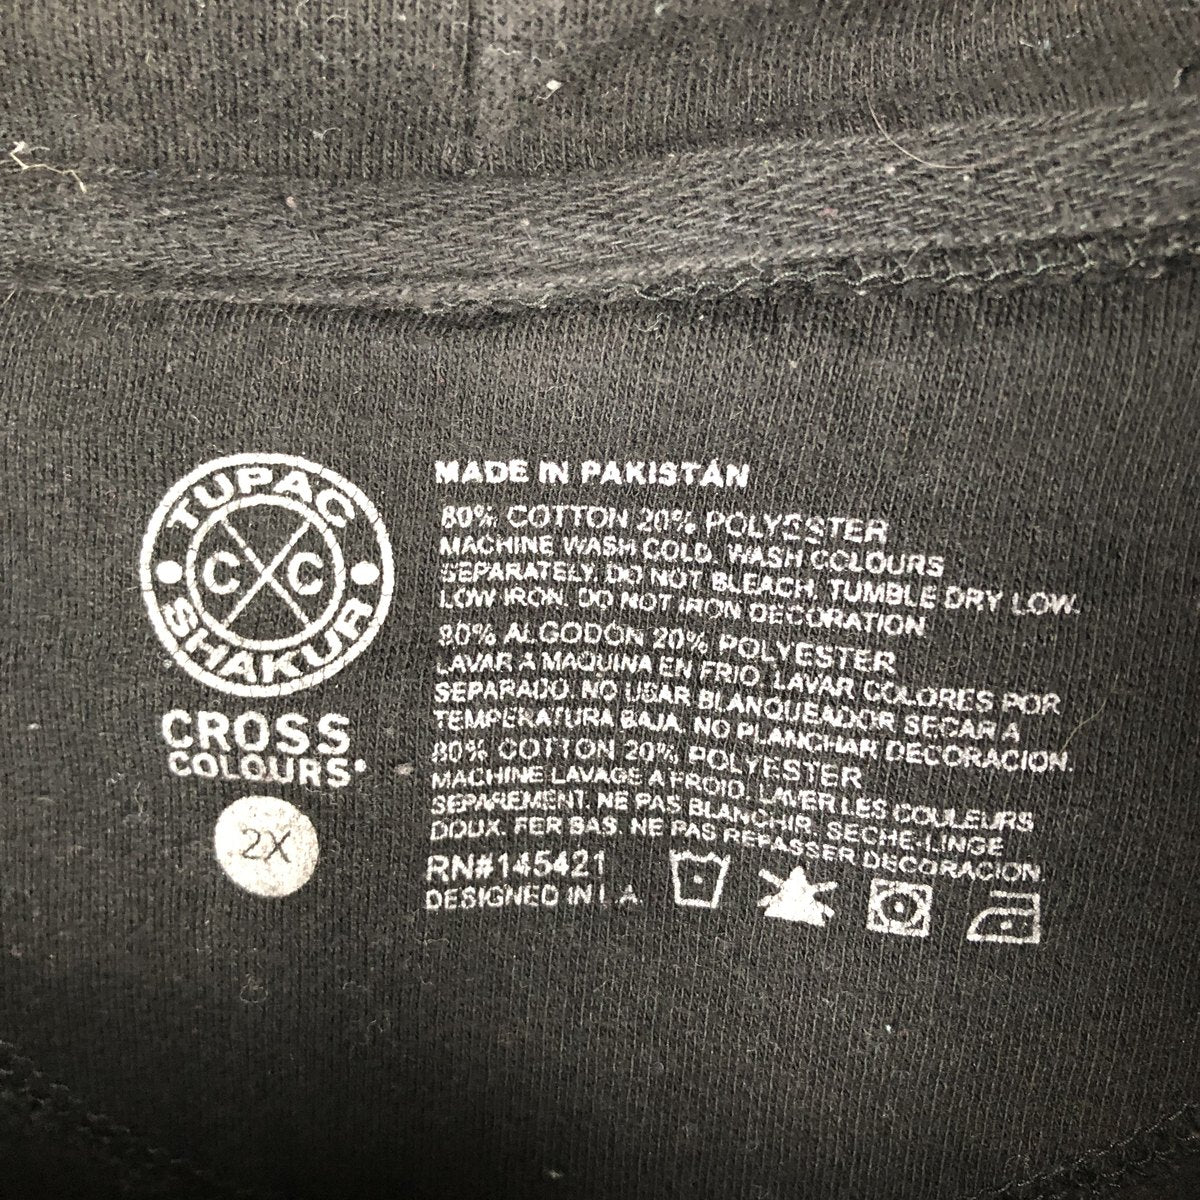 TUPAC
C C
SHAKUR
CROSS
COLOURS
2X
MADE IN PAKISTÁN
80% COTTON 20% POLYESTER
MACHINE WASH COLD. WASH COLOURS
SEPARATELY. DO NOT BLEACH. TUMBLE DRY LOW.
LOW IRON. DO NOT IRON DECORATION
80% ALGODÓN 20% POLYESTER
LAVAR A MAQUINA EN FRIO. LAVAR COLORES POR
SEPARADO. NO USAR BLANQUEADOR SECAR A
TEMPERATURA BAJA. NO PLANCHAR DECORACION.
80% COTTON 20% POLYESTER
MACHINE LAVAGE A FROID. LAVER LES COULEURS
SEPAREMENT. NE PAS BLANCHIR. SECHE-LINGE
DOUX. FER BAS. NE PAS REPASSER DECORACION.
RN#145421
DESIGNED IN L.A